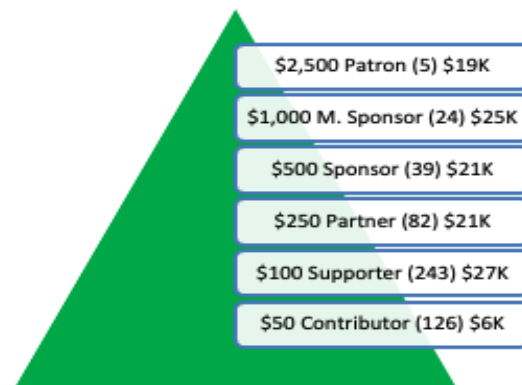 $2,500 Patron (5) $19K
$1,000 M. Sponsor (24) $25K
$500 Sponsor (39) $21K
$250 Partner (82) $21K
$100 Supporter (243) $27K
$50 Contributor (126) $6K